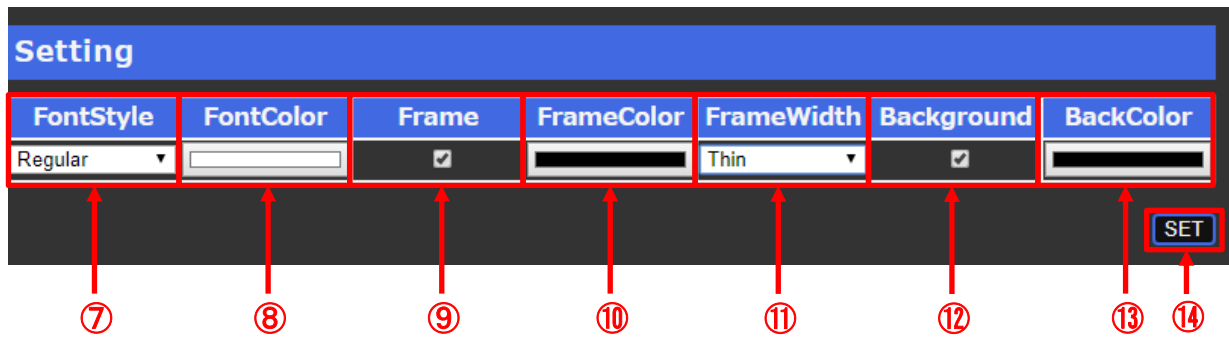 Setting
FontStyle FontColor Frame FrameColor FrameWidth Background BackColor
Regular Thin
SET
⑦ ⑧ ⑨ ⑩ ⑪ ⑫ ⑬ ⑭